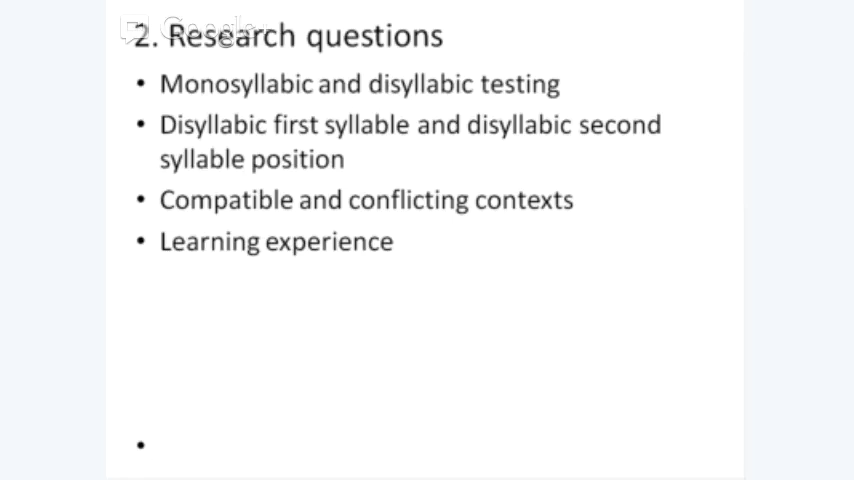 Google+
2. Research questions
• Monosyllabic and disyllabic testing
• Disyllabic first syllable and disyllabic second
syllable position
• Compatible and conflicting contexts
• Learning experience
•